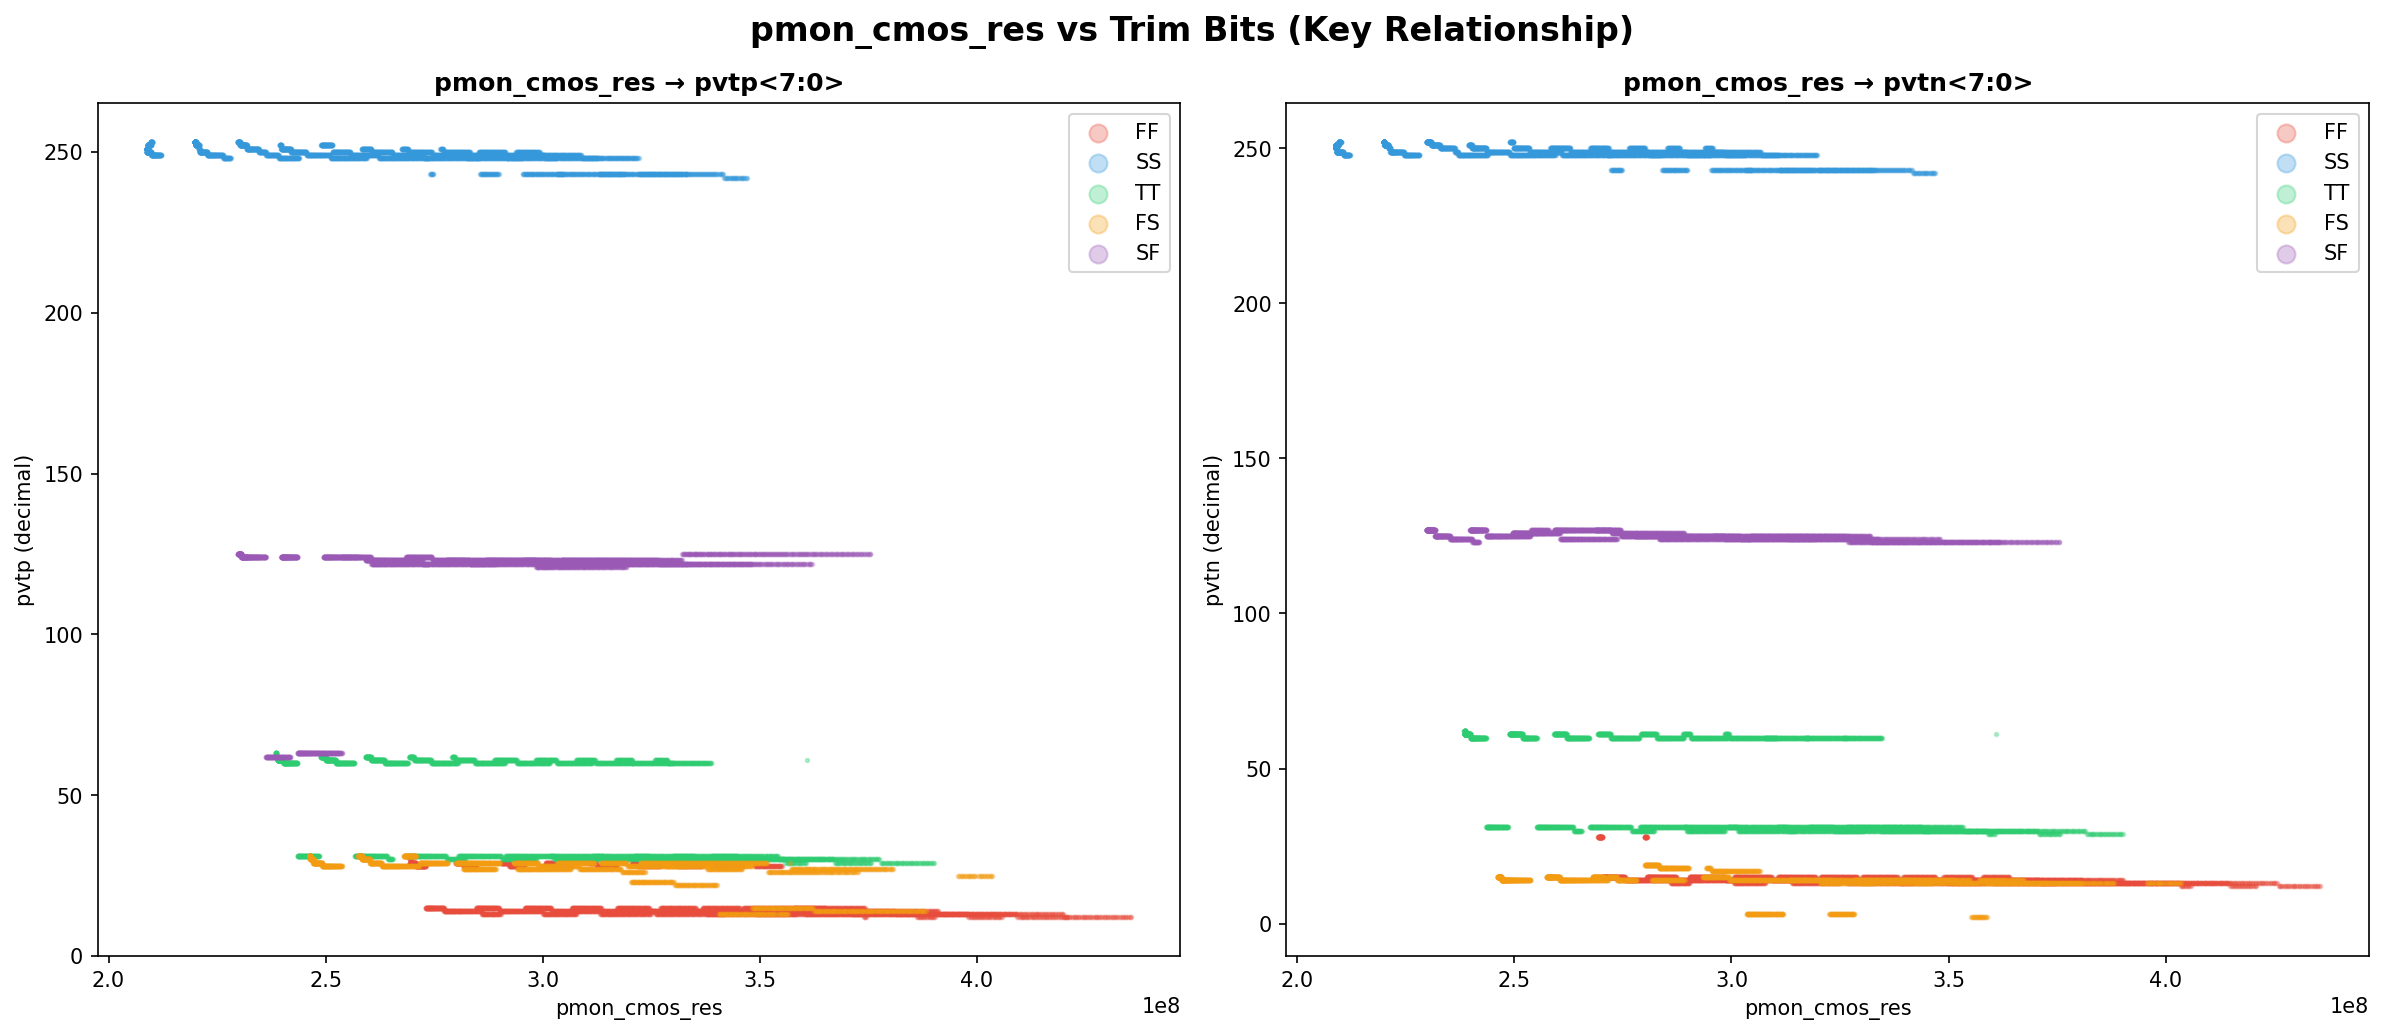 pmon_cmos_res vs Trim Bits (Key Relationship)
pmon_cmos_res → pvtp<7:0>
250
200
150
100
50
0
pvtp (decimal)
2.0 2.5 3.0 3.5 4.0
1e8
pmon_cmos_res
FF
SS
TT
FS
SF
pmon_cmos_res → pvtn<7:0>
250
200
150
100
50
0
pvtn (decimal)
2.0 2.5 3.0 3.5 4.0
1e8
pmon_cmos_res
FF
SS
TT
FS
SF